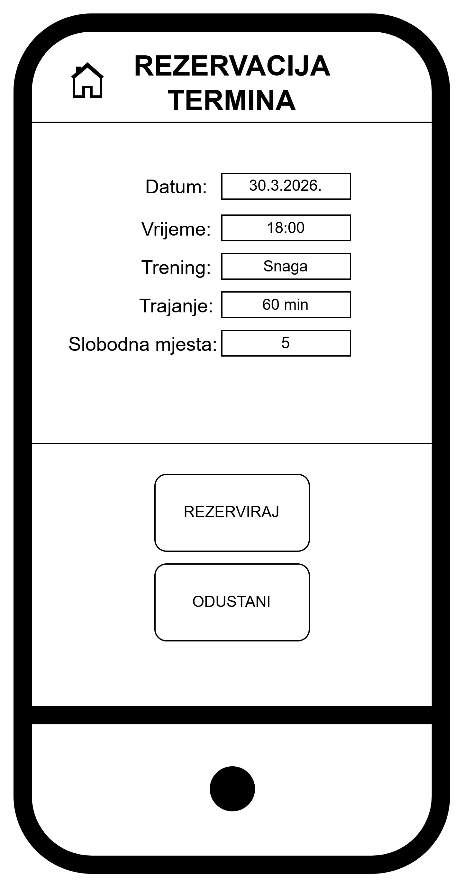 REZERVACIJA
TERMINA
Datum: 30.3.2026.
Vrijeme: 18:00
Trening: Snaga
Trajanje: 60 min
Slobodna mjesta: 5
REZERVIRAJ
ODUSTANI